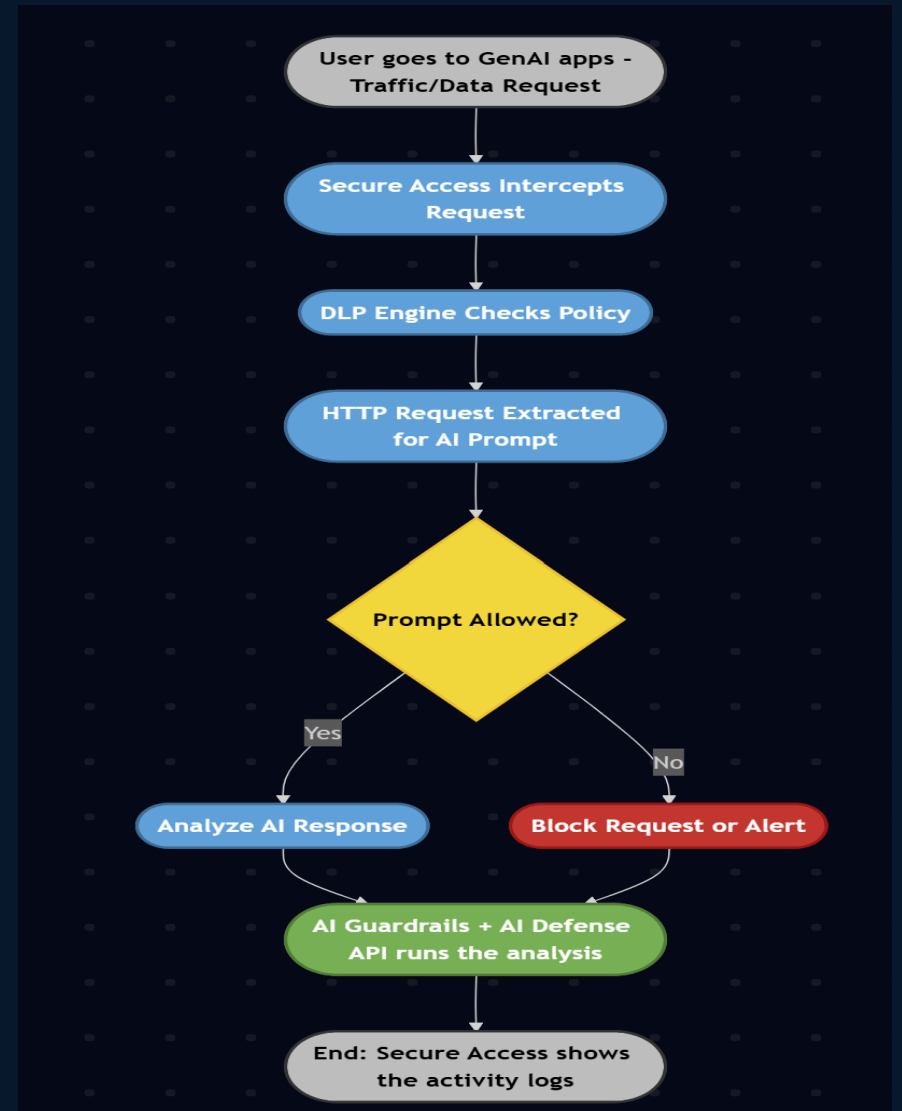 User goes to GenAI apps -
Traffic/Data Request
Secure Access Intercepts
Request
DLP Engine Checks Policy
HTTP Request Extracted
for AI Prompt
Prompt Allowed?
Yes
No
Analyze AI Response
Block Request or Alert
AI Guardrails + AI Defense
API runs the analysis
End: Secure Access shows
the activity logs